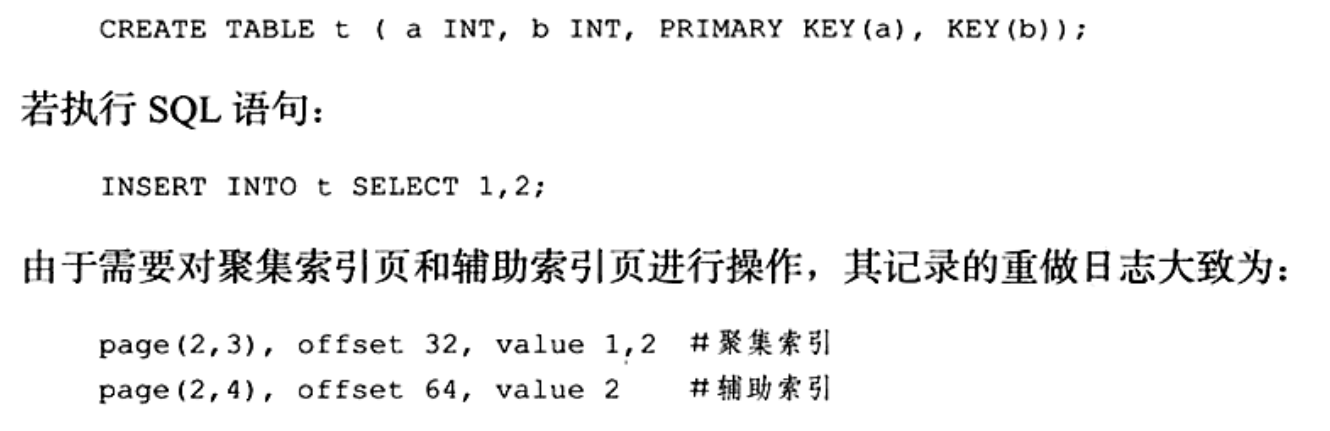 CREATE TABLE t ( a INT, b INT, PRIMARY KEY(a), KEY(b));
若执行 SQL 语句：
INSERT INTO t SELECT 1,2;
由于需要对聚集索引页和辅助索引页进行操作，其记录的重做日志大致为：
page(2,3), offset 32, value 1,2 #聚集索引
page(2,4), offset 64, value 2 #辅助索引